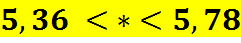 5, 36 < * < 5, 78